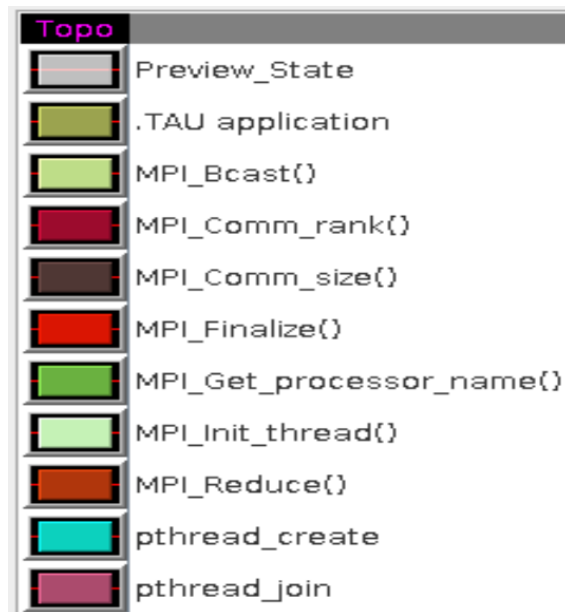 Topo
Preview_State
.TAU application
MPI_Bcast()
MPI_Comm_rank()
MPI_Comm_size()
MPI_Finalize()
MPI_Get_processor_name()
MPI_Init_thread()
MPI_Reduce()
pthread_create
pthread_join